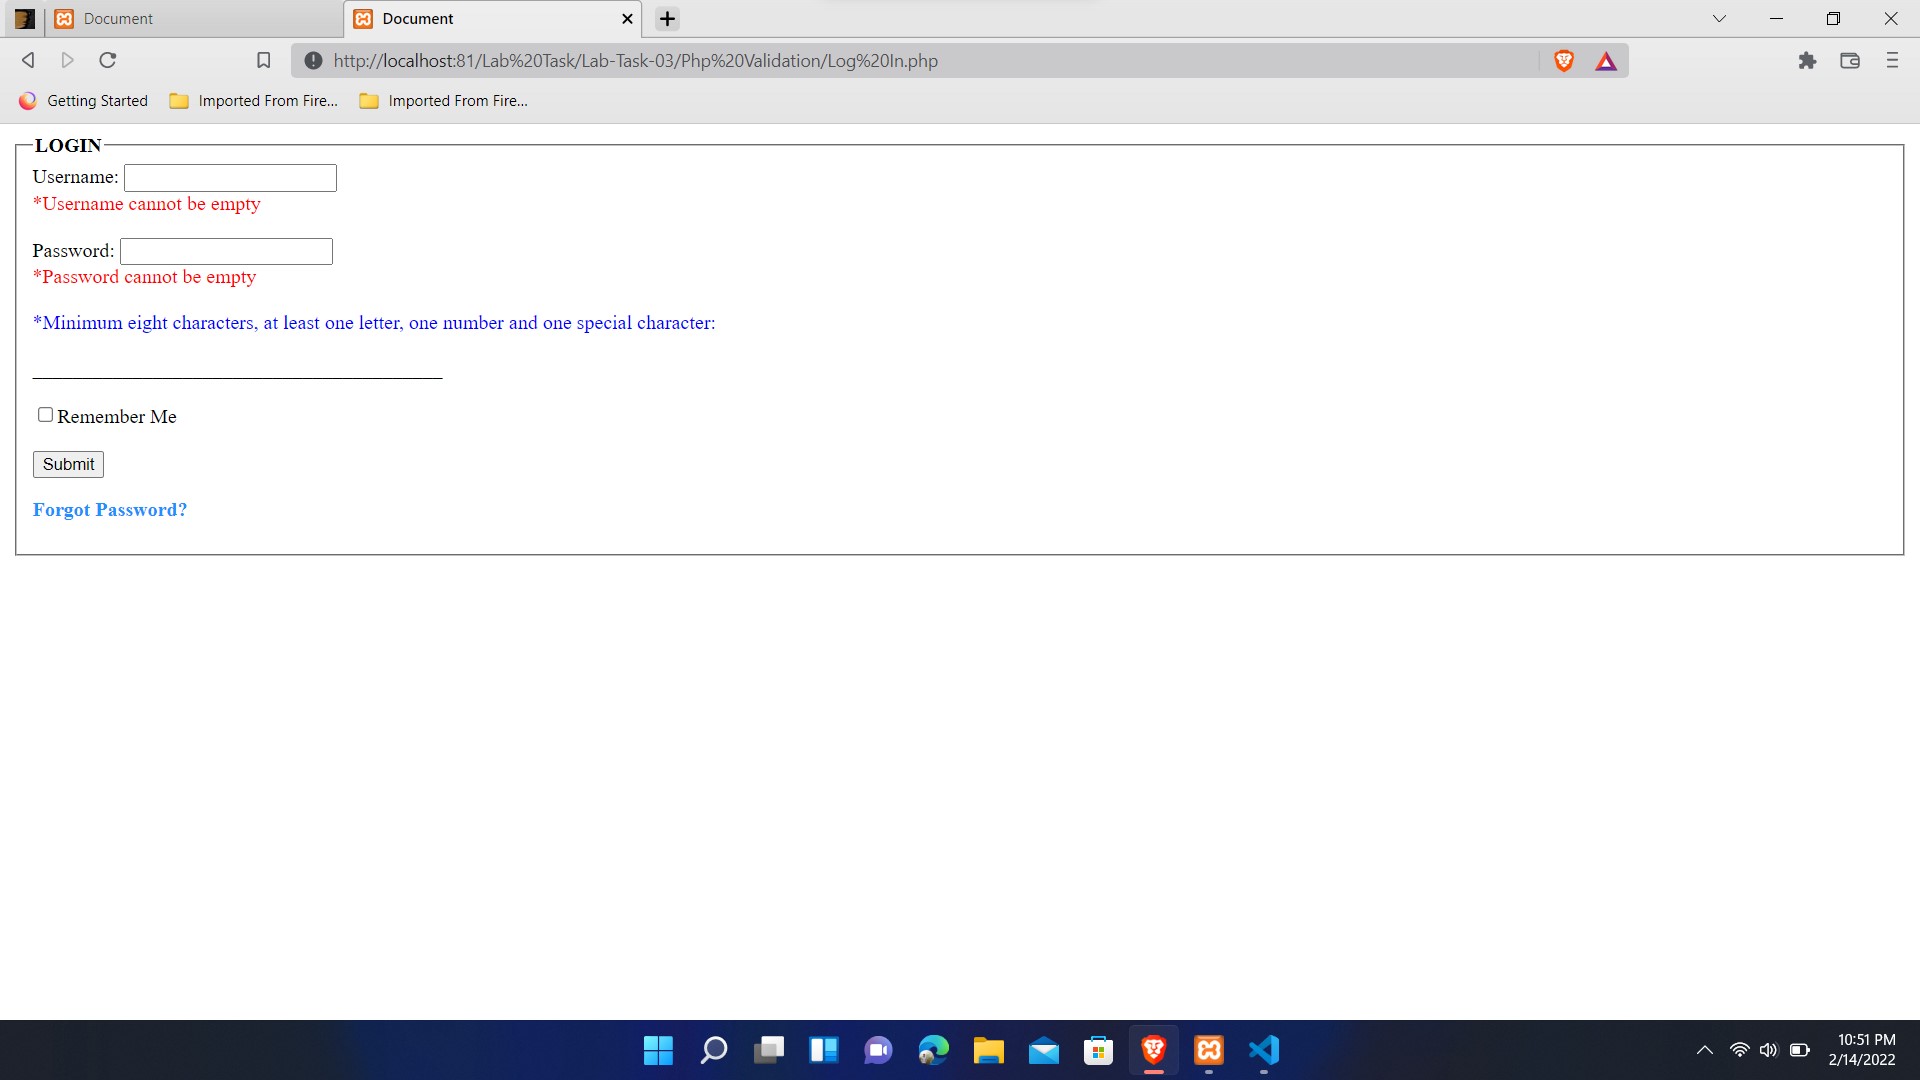 Document
Document
http://localhost:81/Lab%20Task/Lab-Task-03/Php%20Validation/Log%20In.php
Getting Started
Imported From Fire...
Imported From Fire...
LOGIN
Username:
*Username cannot be empty
Password:
*Password cannot be empty
*Minimum eight characters, at least one letter, one number and one special character:
Remember Me
Submit
Forgot Password?
10:51 PM
2/14/2022